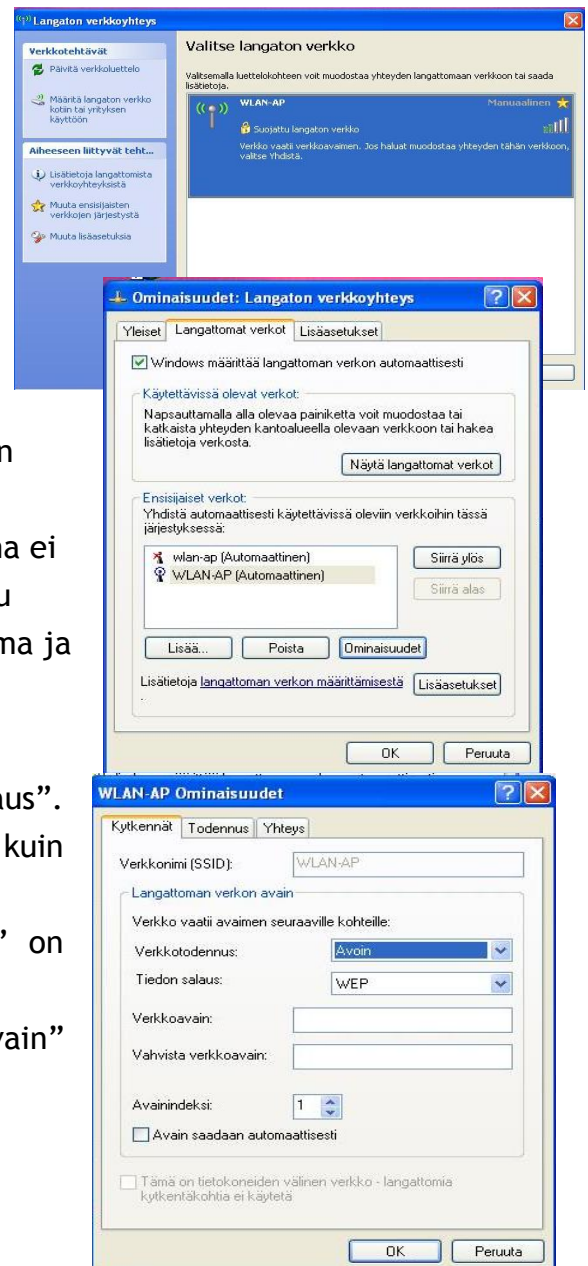 Langaton verkkoyhteys
Verkkotehtävät
Päivitä verkkoluettelo
Määritä langaton verkko
kotiin tai yrityksen
käyttöön
Aiheeseen liittyvät teht...
Lisätietoja langattomista
verkkoyhteyksistä
Muuta ensisijaisten
verkkojen järjestystä
Muuta lisäasetuksia
Valitse langaton verkko
Valitsemalla luettelokohteen voit muodostaa yhteyden langattomaan verkkoon tai saada
lisätietoja.
WLAN-AP Manuaalinen
Suojattu langaton verkko
Verkko vaatii verkkoavaimen. Jos haluat muodostaa yhteyden tähän verkkoon,
valitse Yhdistä.
Ominaisuudet: Langaton verkkoyhteys
Yleiset Langattomat verkot Lisäasetukset
Windows määrittää langattoman verkon automaattisesti
Käytettävissä olevat verkot:
Napsauttamalla alla olevaa painiketta voit muodostaa tai
katkaista yhteyden kantoalueella olevaan verkkoon tai hakea
lisätietoja verkosta.
Näytä langattomat verkot
Ensisijaiset verkot:
Yhdistä automaattisesti käytettävissä oleviin verkkoihin tässä
järjestyksessä:
wlan-ap (Automaattinen)
WLAN-AP (Automaattinen)
Siirrä ylös
Siirrä alas
Lisää... Poista Ominaisuudet
Lisätietoja langattoman verkon määrittämisestä
.
Lisäasetukset
OK Peruuta
n
na ei
u
ma ja
aus”.
kuin
” on
vain”
WLAN-AP Ominaisuudet
Kytkennät Todennus Yhteys
Verkkonimi (SSID): WLAN-AP
Langattoman verkon avain
Verkko vaatii avaimen seuraaville kohteille:
Verkkotodennus: Avoin
Tiedon salaus: WEP
Verkkoavain:
Vahvista verkkoavain:
Avainindeksi: 1
Avain saadaan automaattisesti
Tämä on tietokoneiden välinen verkko - langattomia
kytkentäkohtia ei käytetä
OK Peruuta